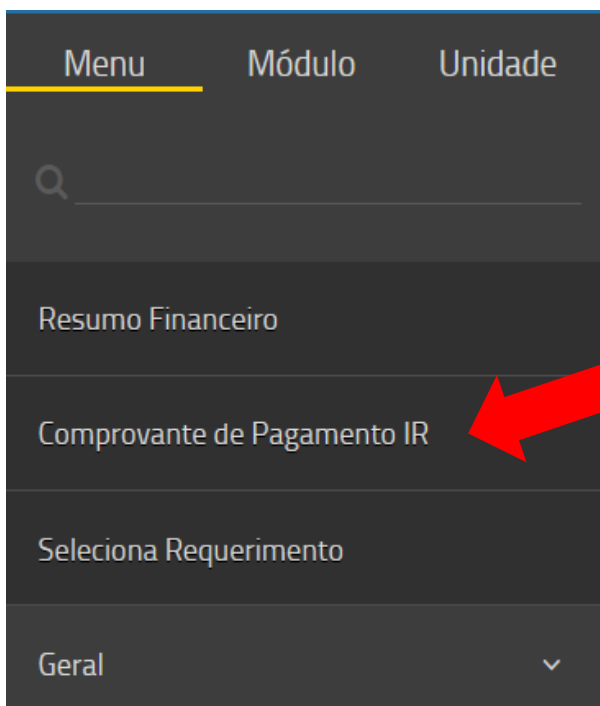 Menu Módulo Unidade
Resumo Financeiro
Comprovante de Pagamento IR
Seleciona Requerimento
Geral